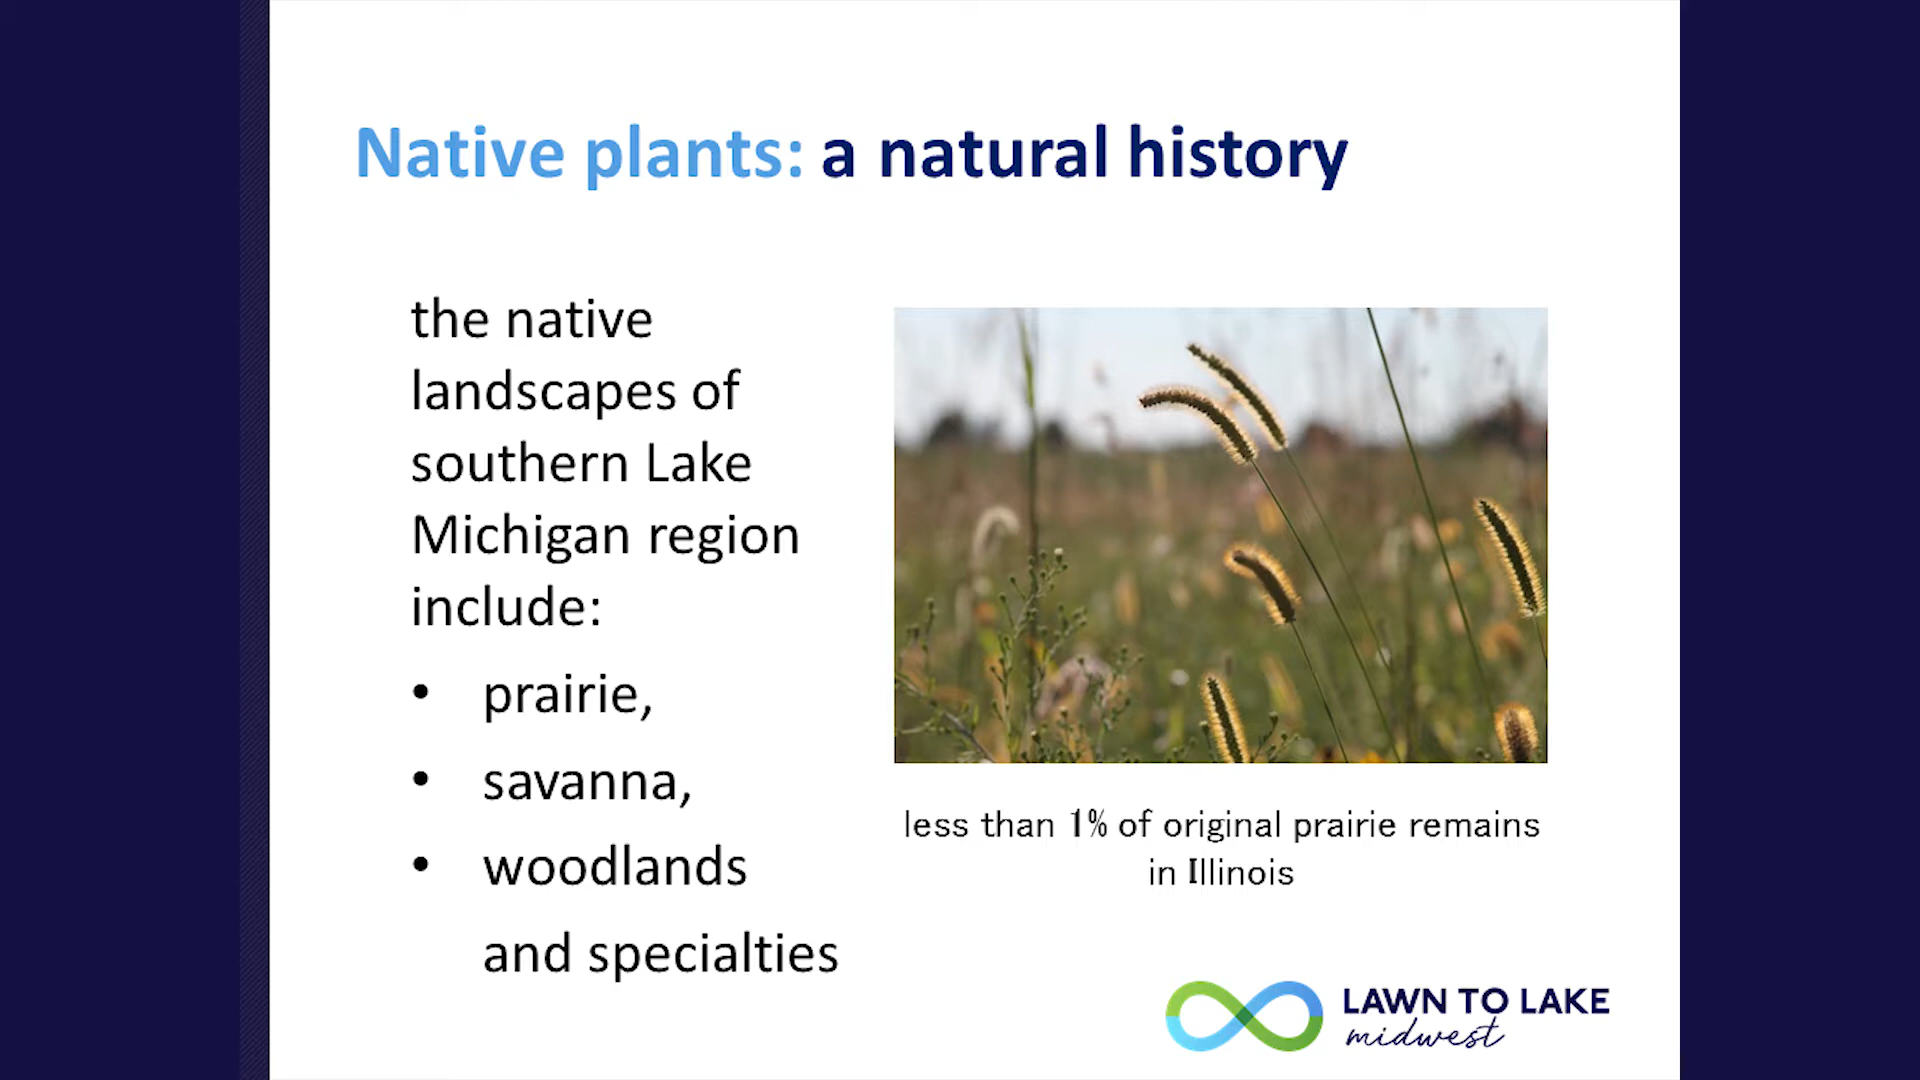 Native plants: a natural history
the native
landscapes of
southern Lake
Michigan region
include:
• prairie,
• savanna,
• woodlands
and specialties
less than 1% of original prairie remains
in Illinois
LAWN TO LAKE
midwest